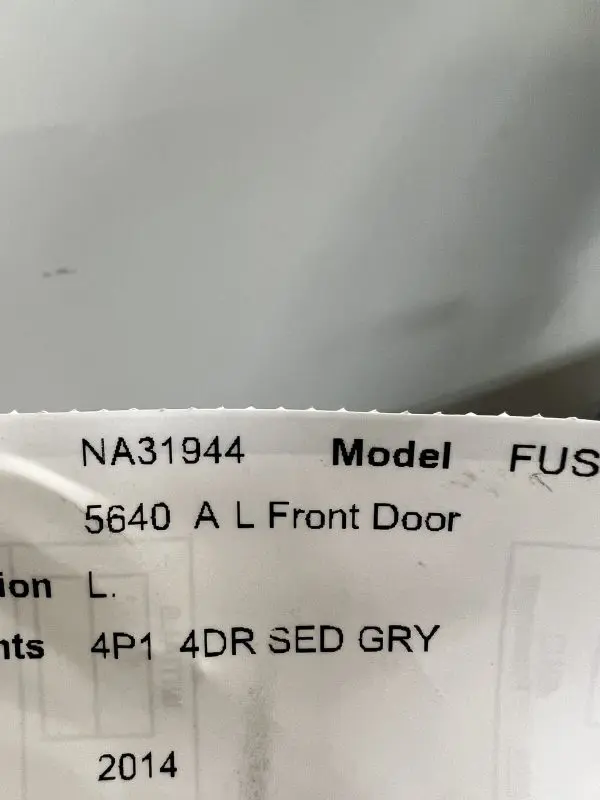 NA31944 Model FUS
5640 A L Front Door
ion L.
nts 4P1 4DR SED GRY
2014